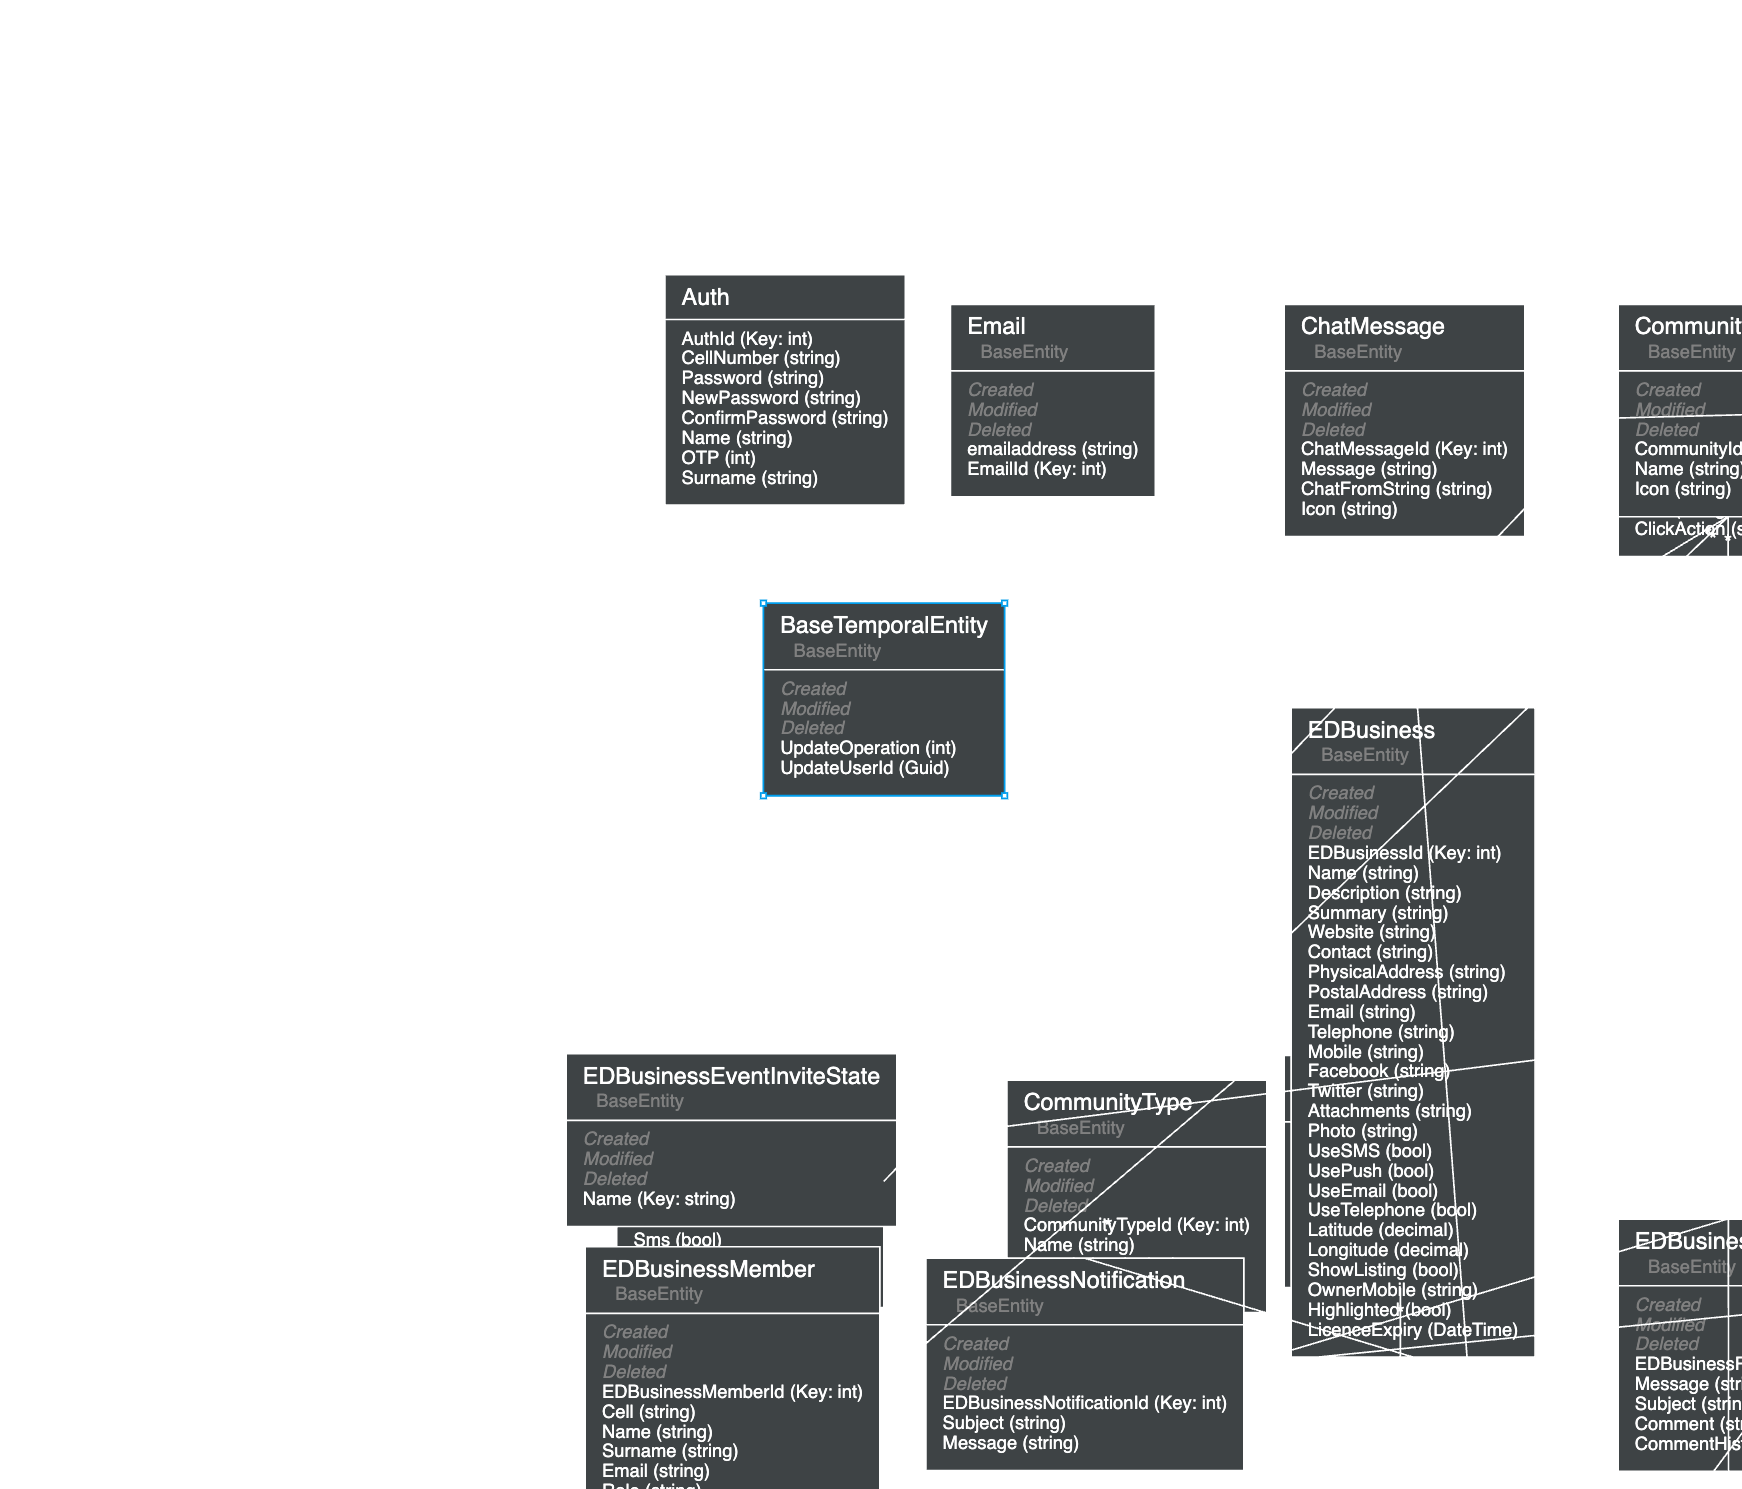 Auth
AuthId (Key: int)
CellNumber (string)
Password (string)
NewPassword (string)
ConfirmPassword (string)
Name (string)
OTP (int)
Surname (string)
Email
BaseEntity
Created
Modified
Deleted
emailaddress (string)
EmailId (Key: int)
ChatMessage
BaseEntity
Created
Modified
Deleted
ChatMessageId (Key: int)
Message (string)
ChatFromString (string)
Icon (string)
Communit
BaseEntity
Created
Modified
Deleted
CommunityId
Name (string)
Icon (string)
ClickAction (s
BaseTemporalEntity
BaseEntity
Created
Modified
Deleted
UpdateOperation (int)
UpdateUserId (Guid)
EDBusiness
BaseEntity
Created
Modified
Deleted
EDBusinessId (Key: int)
Name (string)
Description (string)
Summary (string)
Website (string)
Contact (string)
PhysicalAddress (string)
PostalAddress (string)
Email (string)
Telephone (string)
Mobile (string)
Facebook (string)
Twitter (string)
Attachments (string)
Photo (string)
UseSMS (bool)
UsePush (bool)
UseEmail (bool)
UseTelephone (bool)
Latitude (decimal)
Longitude (decimal)
ShowListing (bool)
OwnerMobile (string)
Highlighted (bool)
LicenceExpiry (DateTime)
EDBusinessEventInviteState
BaseEntity
Created
Modified
Deleted
Name (Key: string)
Sms (bool)
EDBusinessMember
BaseEntity
Created
Modified
Deleted
EDBusinessMemberId (Key: int)
Cell (string)
Name (string)
Surname (string)
Email (string)
Role (string)
CommunityType
BaseEntity
Created
Modified
Deleted
CommunityTypeId (Key: int)
Name (string)
EDBusinessNotification
BaseEntity
Created
Modified
Deleted
EDBusinessNotificationId (Key: int)
Subject (string)
Message (string)
EDBusines
BaseEntity
Created
Modified
Deleted
EDBusinessF
Message (stri
Subject (strin
Comment (str
CommentHis